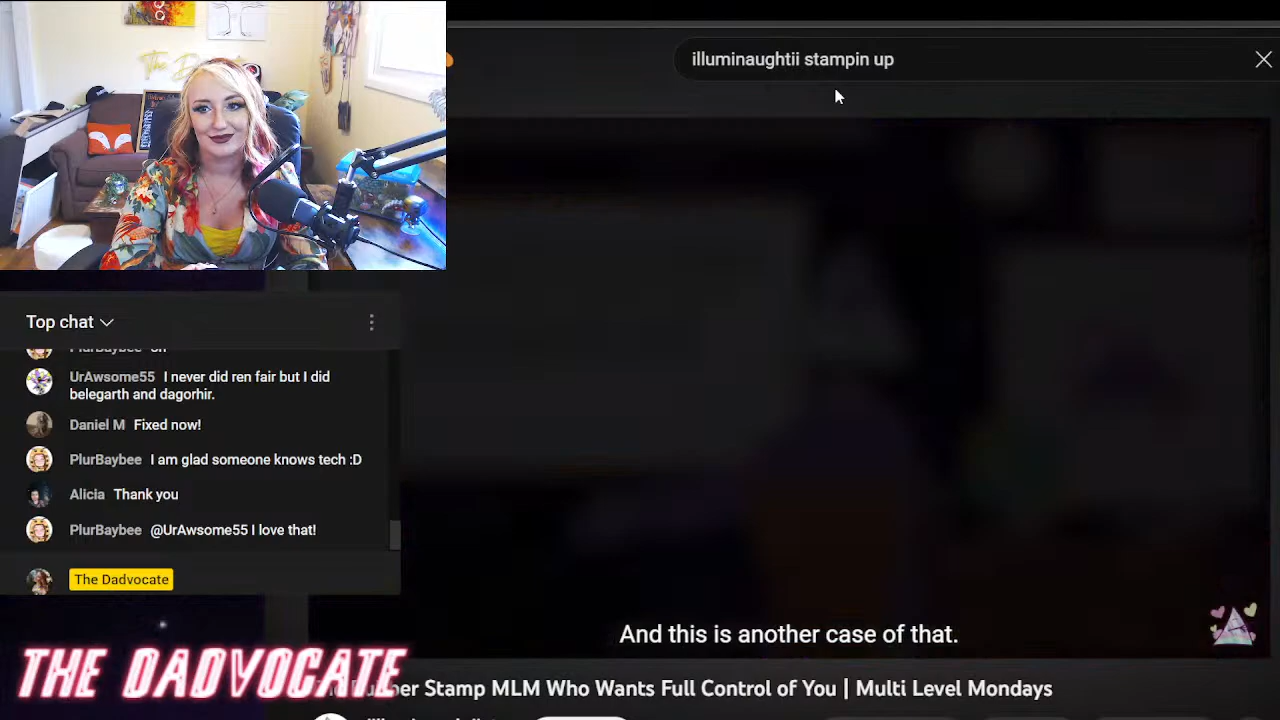 The D
illuminaughtii stampin up
Top chat
PlurBaybee
UrAwsome55 I never did ren fair but I did
belegarth and dagorhir.
Daniel M Fixed now!
PlurBaybee I am glad someone knows tech :D
Alicia Thank you
PlurBaybee @UrAwsome55 I love that!
The Dadvocate
And this is another case of that.
THE DADVOCATE
Stamp MLM Who Wants Full Control of You | Multi Level Mondays